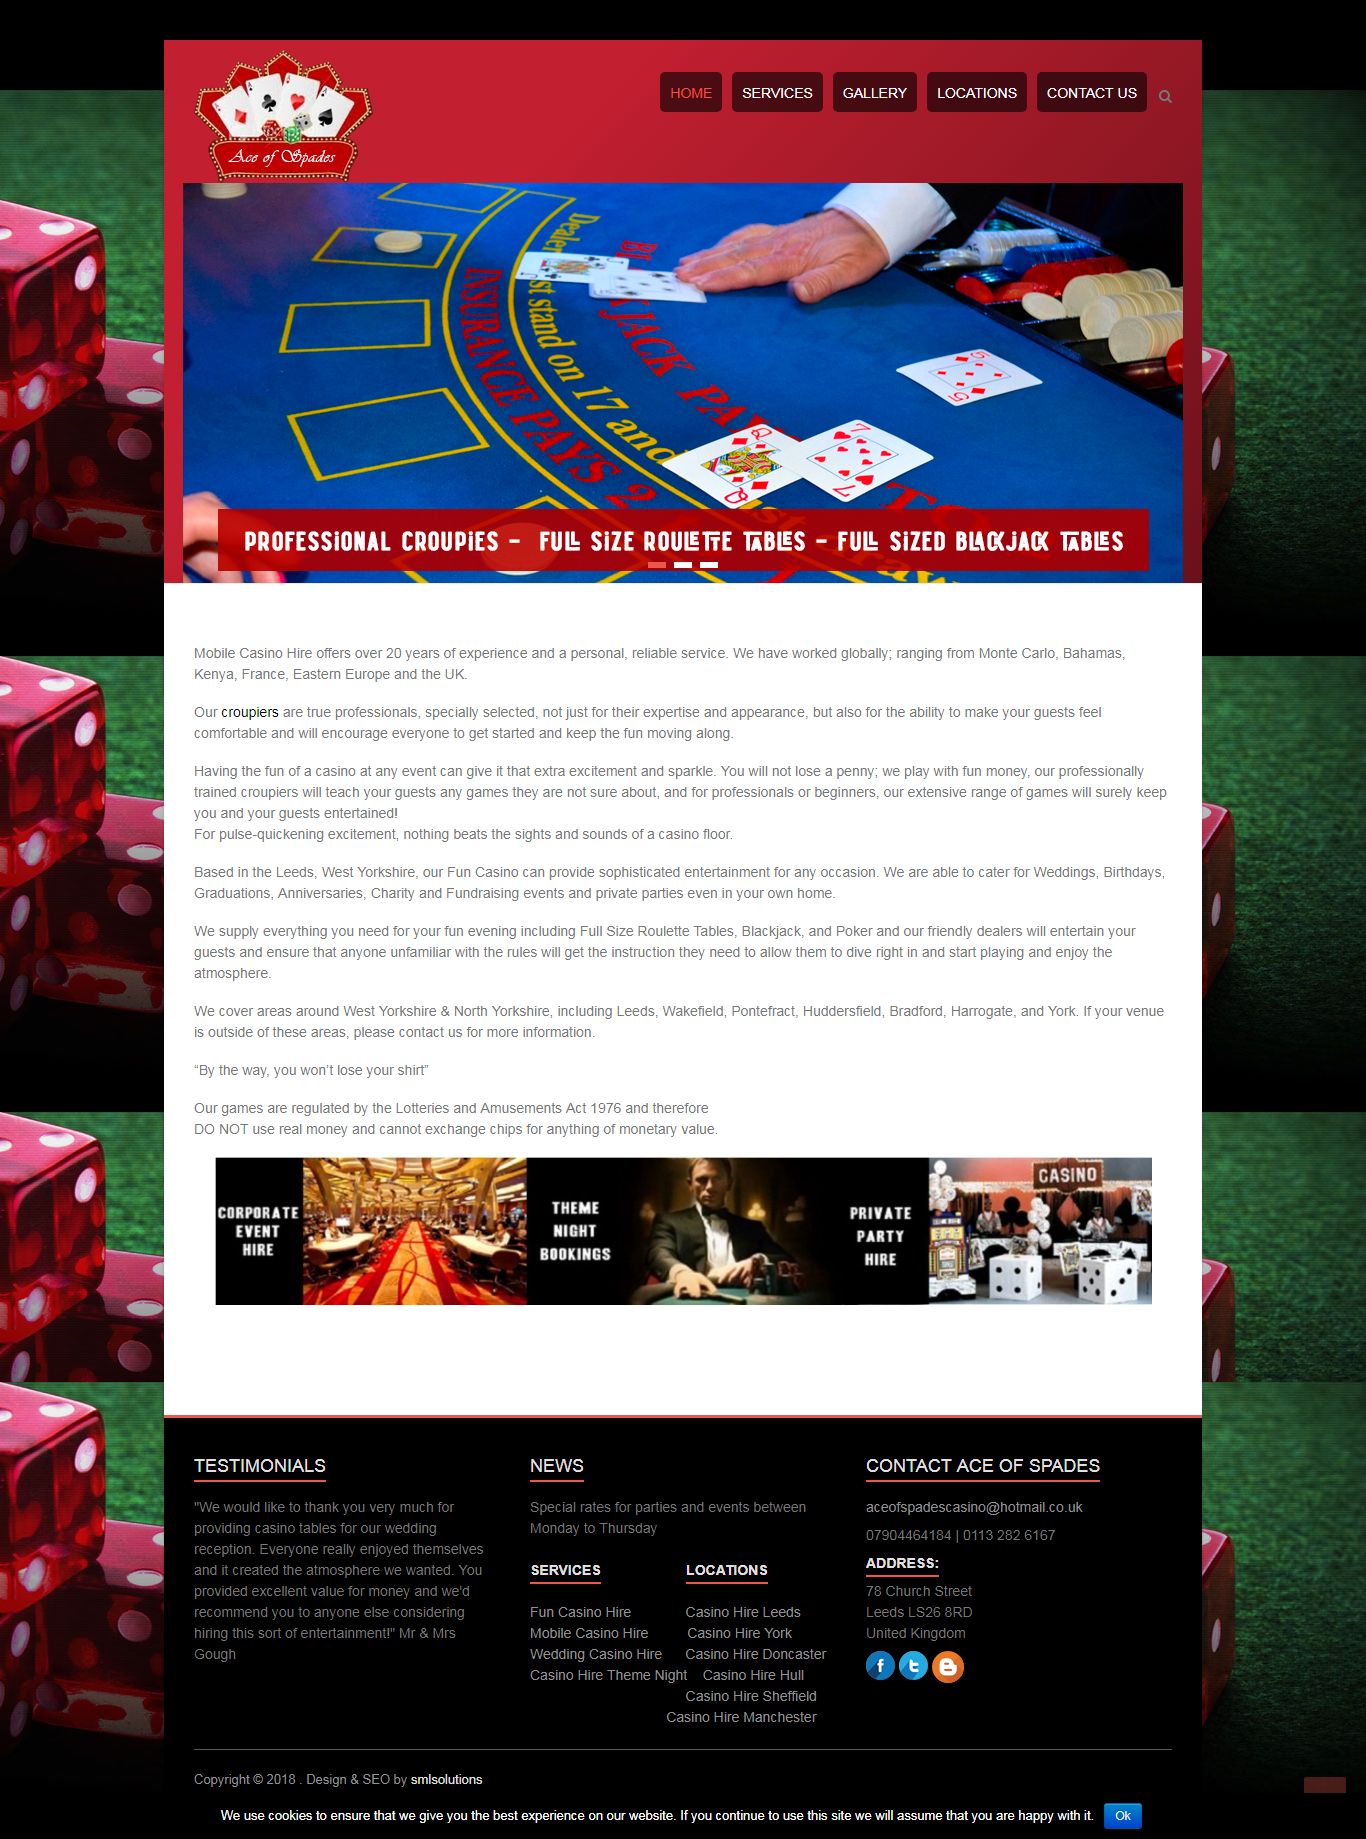 Ace of Spades
HOME SERVICES GALLERY LOCATIONS CONTACT US
INSURANCE PAYS 2
PROFESSIONAL CROUPIERS - FULL SIZE ROULETTE TABLES - FULL SIZED BLACKJACK TABLES
Mobile Casino Hire offers over 20 years of experience and a personal, reliable service. We have worked globally; ranging from Monte Carlo, Bahamas,
Kenya, France, Eastern Europe and the UK.
Our croupiers are true professionals, specially selected, not just for their expertise and appearance, but also for the ability to make your guests feel
comfortable and will encourage everyone to get started and keep the fun moving along.
Having the fun of a casino at any event can give it that extra excitement and sparkle. You will not lose a penny; we play with fun money, our professionally
trained croupiers will teach your guests any games they are not sure about, and for professionals or beginners, our extensive range of games will surely keep
you and your guests entertained!
For pulse-quickening excitement, nothing beats the sights and sounds of a casino floor.
Based in the Leeds, West Yorkshire, our Fun Casino can provide sophisticated entertainment for any occasion. We are able to cater for Weddings, Birthdays,
Graduations, Anniversaries, Charity and Fundraising events and private parties even in your own home.
We supply everything you need for your fun evening including Full Size Roulette Tables, Blackjack, and Poker and our friendly dealers will entertain your
guests and ensure that anyone unfamiliar with the rules will get the instruction they need to allow them to dive right in and start playing and enjoy the
atmosphere.
We cover areas around West Yorkshire & North Yorkshire, including Leeds, Wakefield, Pontefract, Huddersfield, Bradford, Harrogate, and York. If your venue
is outside of these areas, please contact us for more information.
“By the way, you won’t lose your shirt”
Our games are regulated by the Lotteries and Amusements Act 1976 and therefore
DO NOT use real money and cannot exchange chips for anything of monetary value.
CORPORATE
EVENT
HIRE
THEME
NIGHT
BOOKINGS
PRIVATE
PARTY
HIRE
CASINO
TESTIMONIALS
"We would like to thank you very much for
providing casino tables for our wedding
reception. Everyone really enjoyed themselves
and it created the atmosphere we wanted. You
provided excellent value for money and we'd
recommend you to anyone else considering
hiring this sort of entertainment!" Mr & Mrs
Gough
NEWS
Special rates for parties and events between
Monday to Thursday
SERVICES
Fun Casino Hire
Mobile Casino Hire
Wedding Casino Hire
Casino Hire Theme Night
LOCATIONS
Casino Hire Leeds
Casino Hire York
Casino Hire Doncaster
Casino Hire Hull
Casino Hire Sheffield
Casino Hire Manchester
CONTACT ACE OF SPADES
aceofspadescasino@hotmail.co.uk
07904464184 | 0113 282 6167
ADDRESS:
78 Church Street
Leeds LS26 8RD
United Kingdom
Copyright © 2018 . Design & SEO by smlsolutions
We use cookies to ensure that we give you the best experience on our website. If you continue to use this site we will assume that you are happy with it. Ok